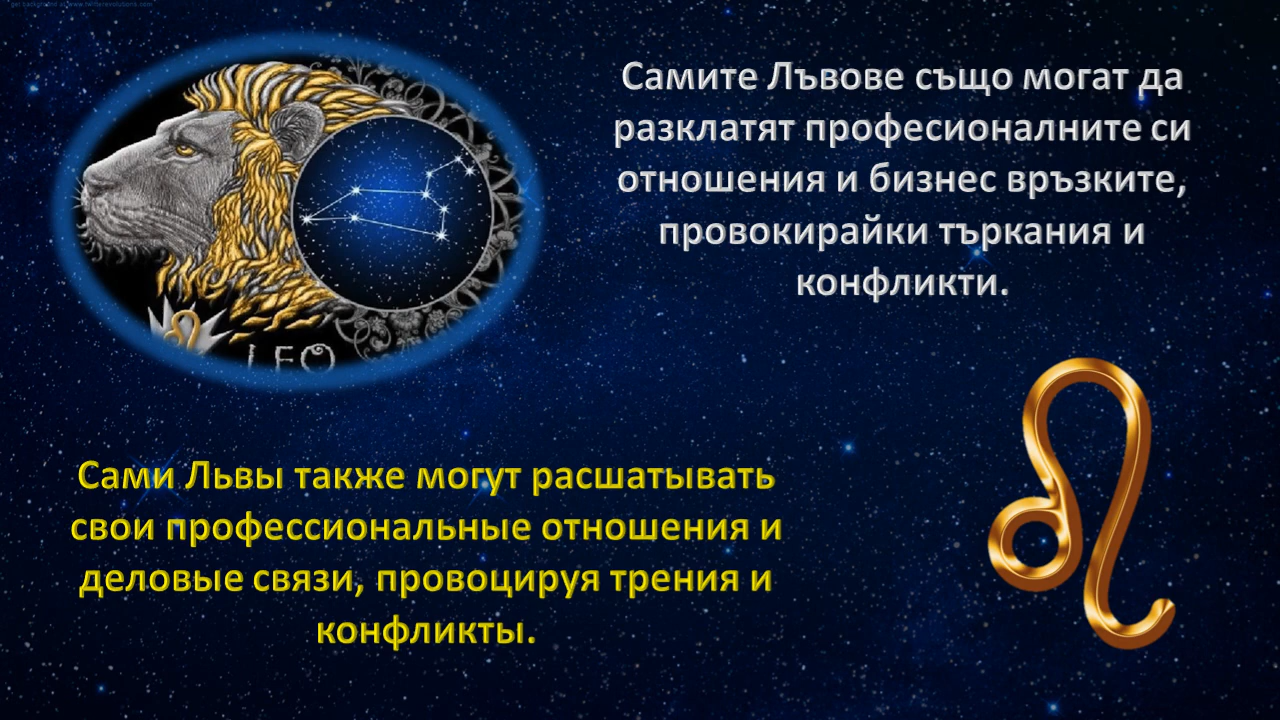 Самите Лъвове също могат да
разклатят професионалните си
отношения и бизнес връзките,
провокирайки търкания и
конфликти.
LEO
Сами Львы также могут расшатывать
свои профессиональные отношения и
деловые связи, провоцируя трения и
конфликты.